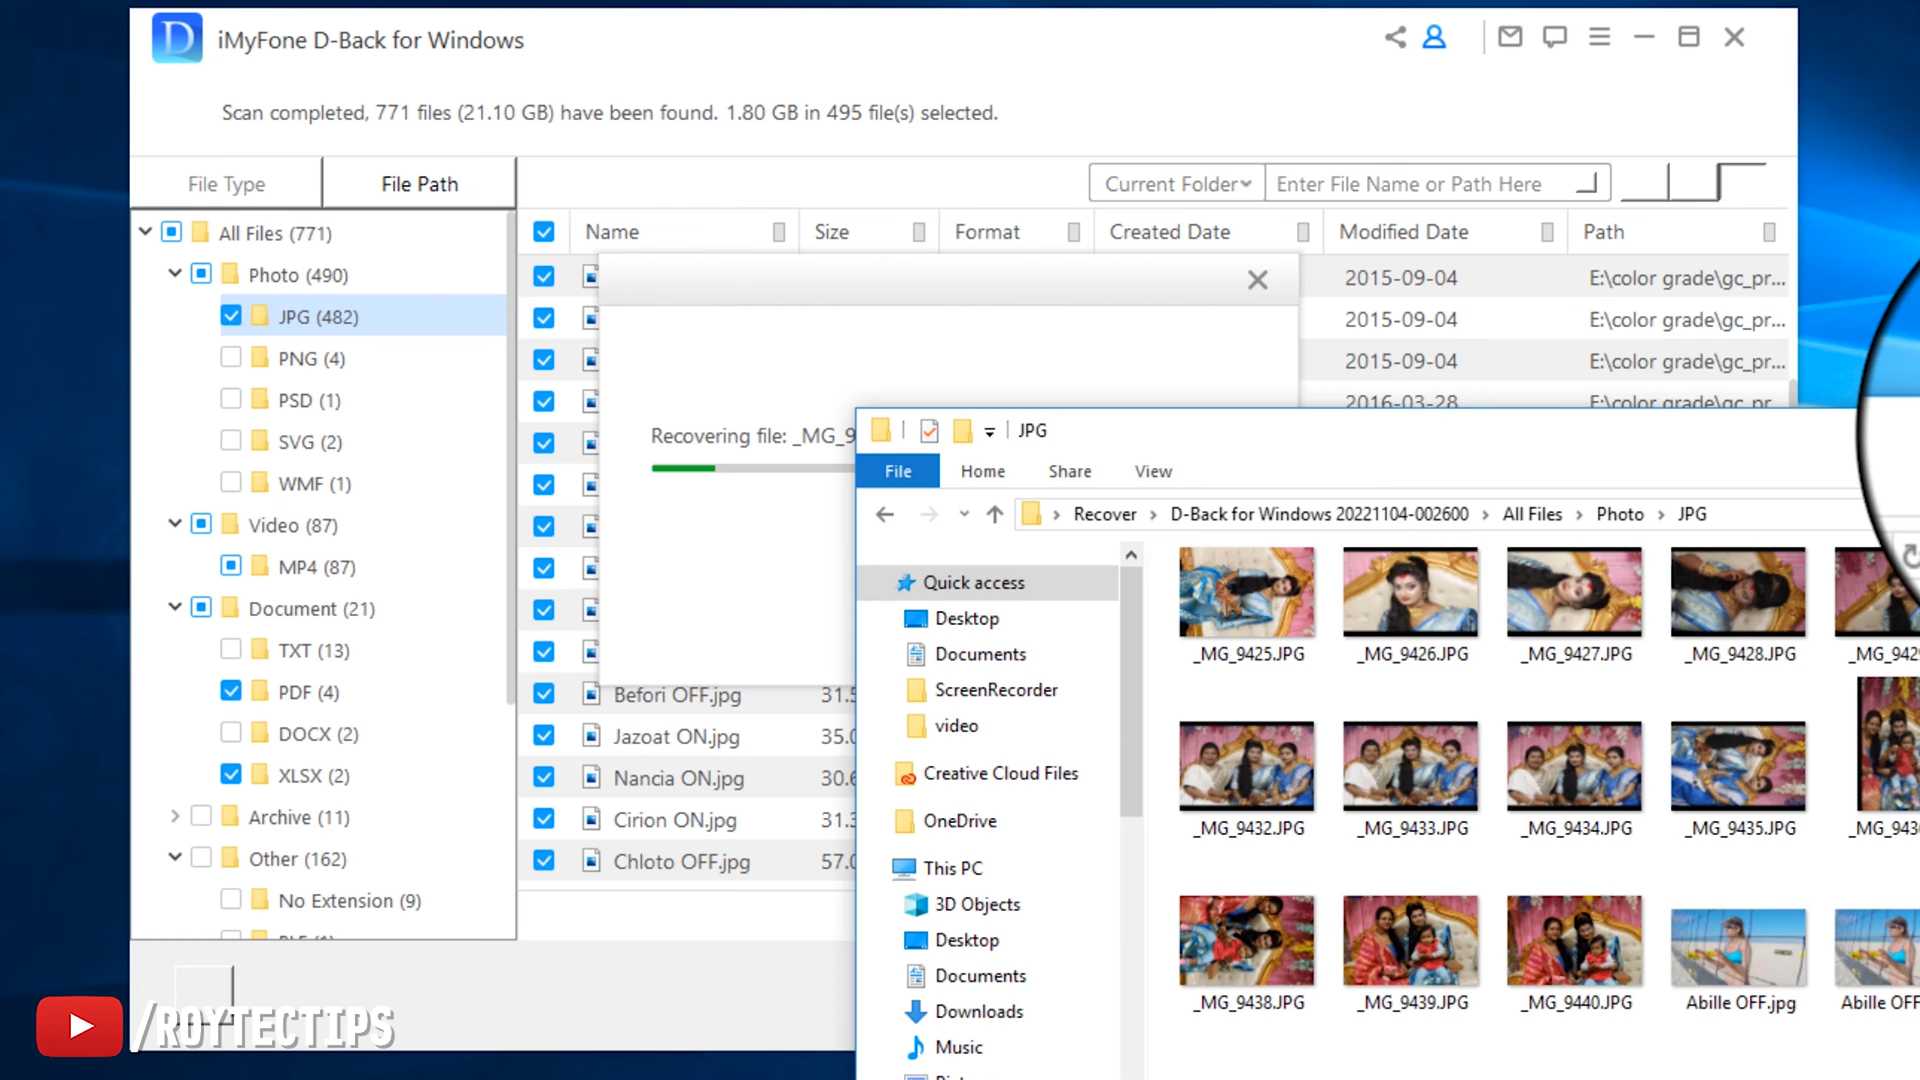 iMyFone D-Back for Windows
Scan completed, 771 files (21.10 GB) have been found. 1.80 GB in 495 file(s) selected.
File Type
File Path
Current Folder
Enter File Name or Path Here
All Files (771)
Photo (490)
JPG (482)
PNG (4)
PSD (1)
SVG (2)
WMF (1)
Video (87)
MP4 (87)
Document (21)
TXT (13)
PDF (4)
DOCX (2)
XLSX (2)
Archive (11)
Other (162)
No Extension (9)
Name Size Format Created Date Modified Date Path
2015-09-04 E:\color grade\gc_pr...
2015-09-04 E:\color grade\gc_pr...
2015-09-04 E:\color grade\gc_pr...
2016-03-28 E:\color grade\gc_pr...
Recovering file: _MG_9
Befori OFF.jpg 31.5
Jazoat ON.jpg 35.0
Nancia ON.jpg 30.6
Cirion ON.jpg 31.3
Chloto OFF.jpg 57.0
JPG
File Home Share View
Recover > D-Back for Windows 20221104-002600 > All Files > Photo > JPG
Quick access
Desktop
Documents
ScreenRecorder
video
Creative Cloud Files
OneDrive
This PC
3D Objects
Desktop
Documents
Downloads
Music
_MG_9425.JPG _MG_9426.JPG _MG_9427.JPG _MG_9428.JPG _MG_9429
_MG_9432.JPG _MG_9433.JPG _MG_9434.JPG _MG_9435.JPG _MG_943
_MG_9438.JPG _MG_9439.JPG _MG_9440.JPG Abille OFF.jpg Abille OF
/ROYTECTIPS